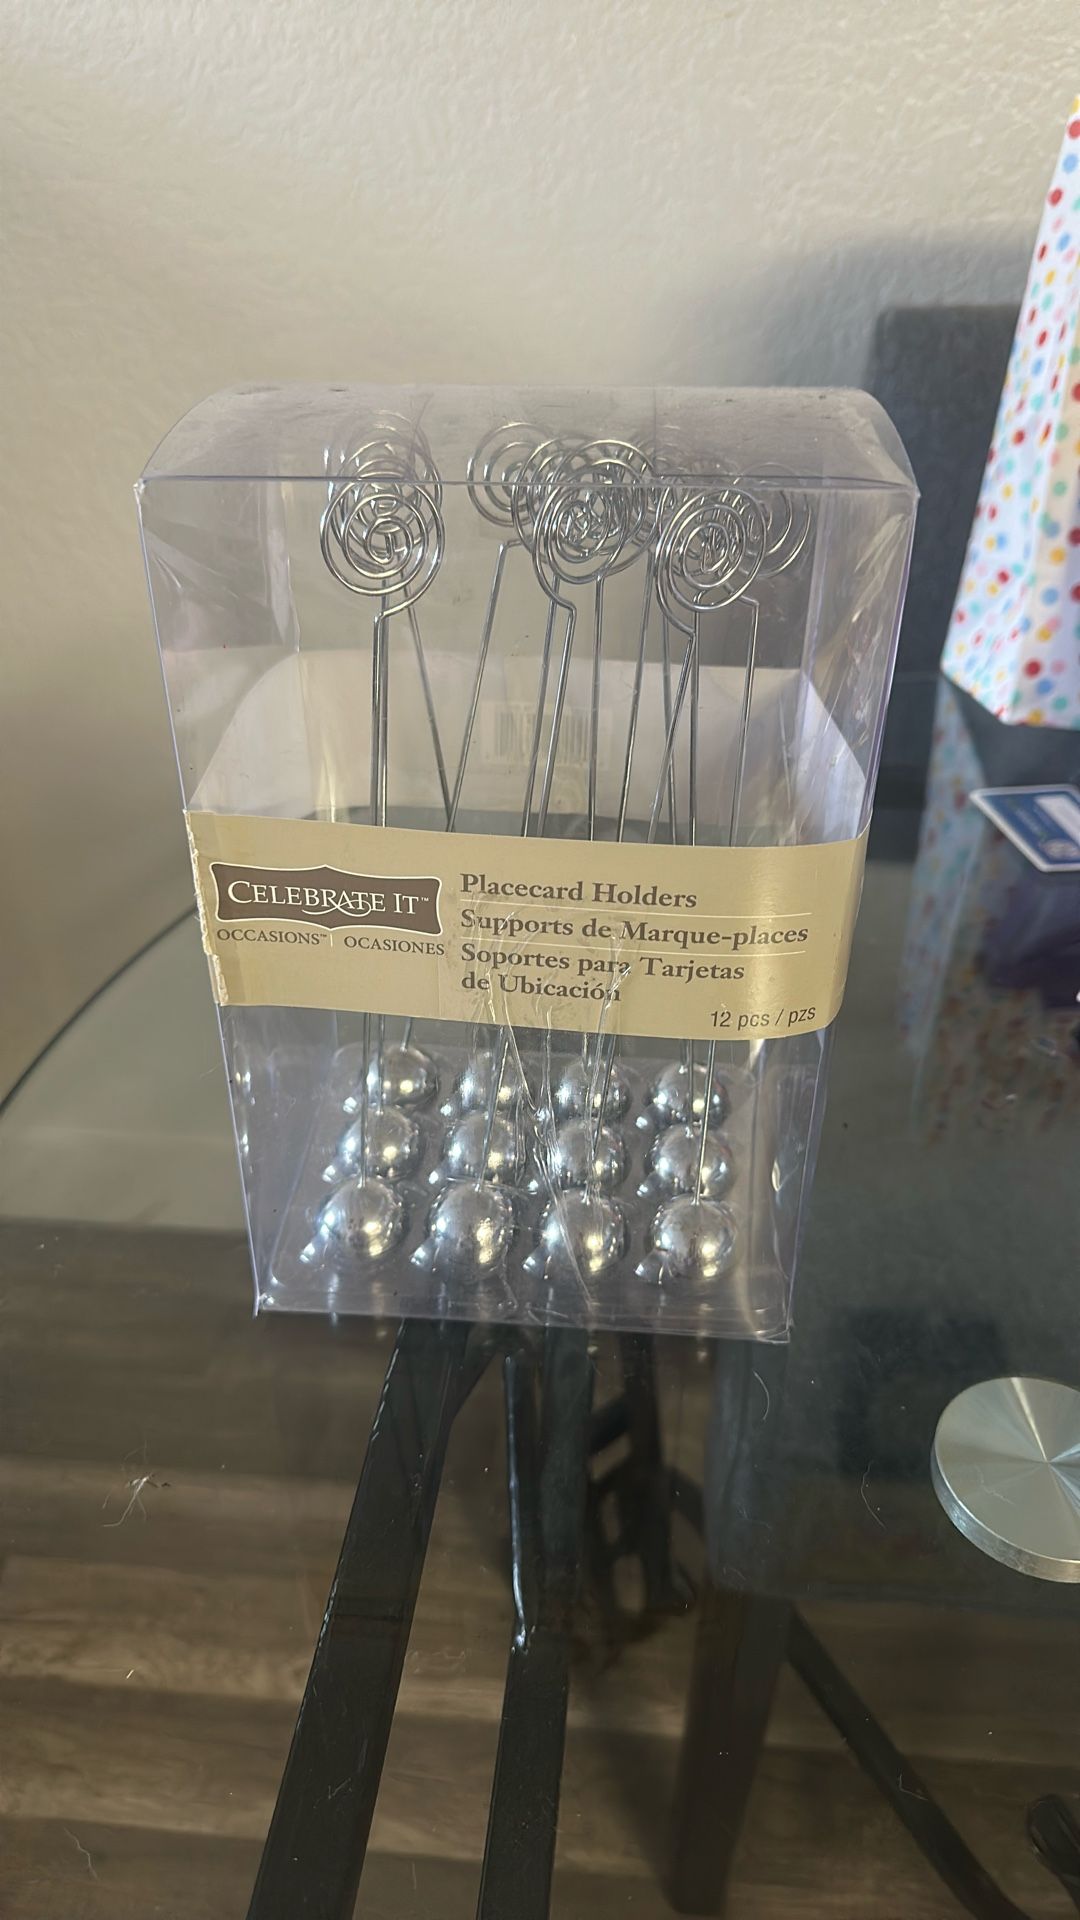 CELEBRATE IT™
OCCASIONS™ | OCASIONES
Placecard Holders
Supports de Marque-places
Soportes para Tarjetas
de Ubicación
12 pcs / pzs